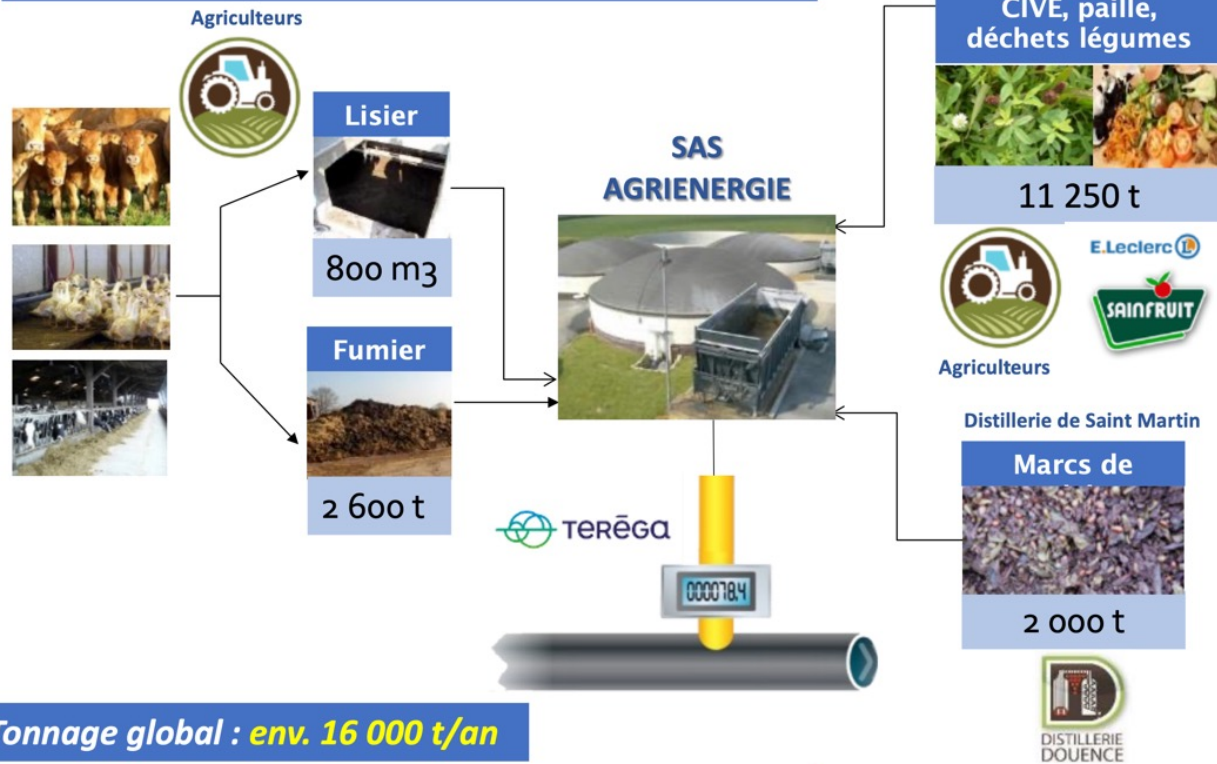 Agriculteurs
Lisier
800 m3
Fumier
2 600 t
SAS
AGRIENERGIE
CIVE, paille,
déchets légumes
11 250 t
E.Leclerc L
SAINFRUIT
Agriculteurs
Distillerie de Saint Martin
Marcs de
2 000 t
DISTILLERIE
DOUENCE
TERĒGA
000078.4
Tonnage global : env. 16 000 t/an